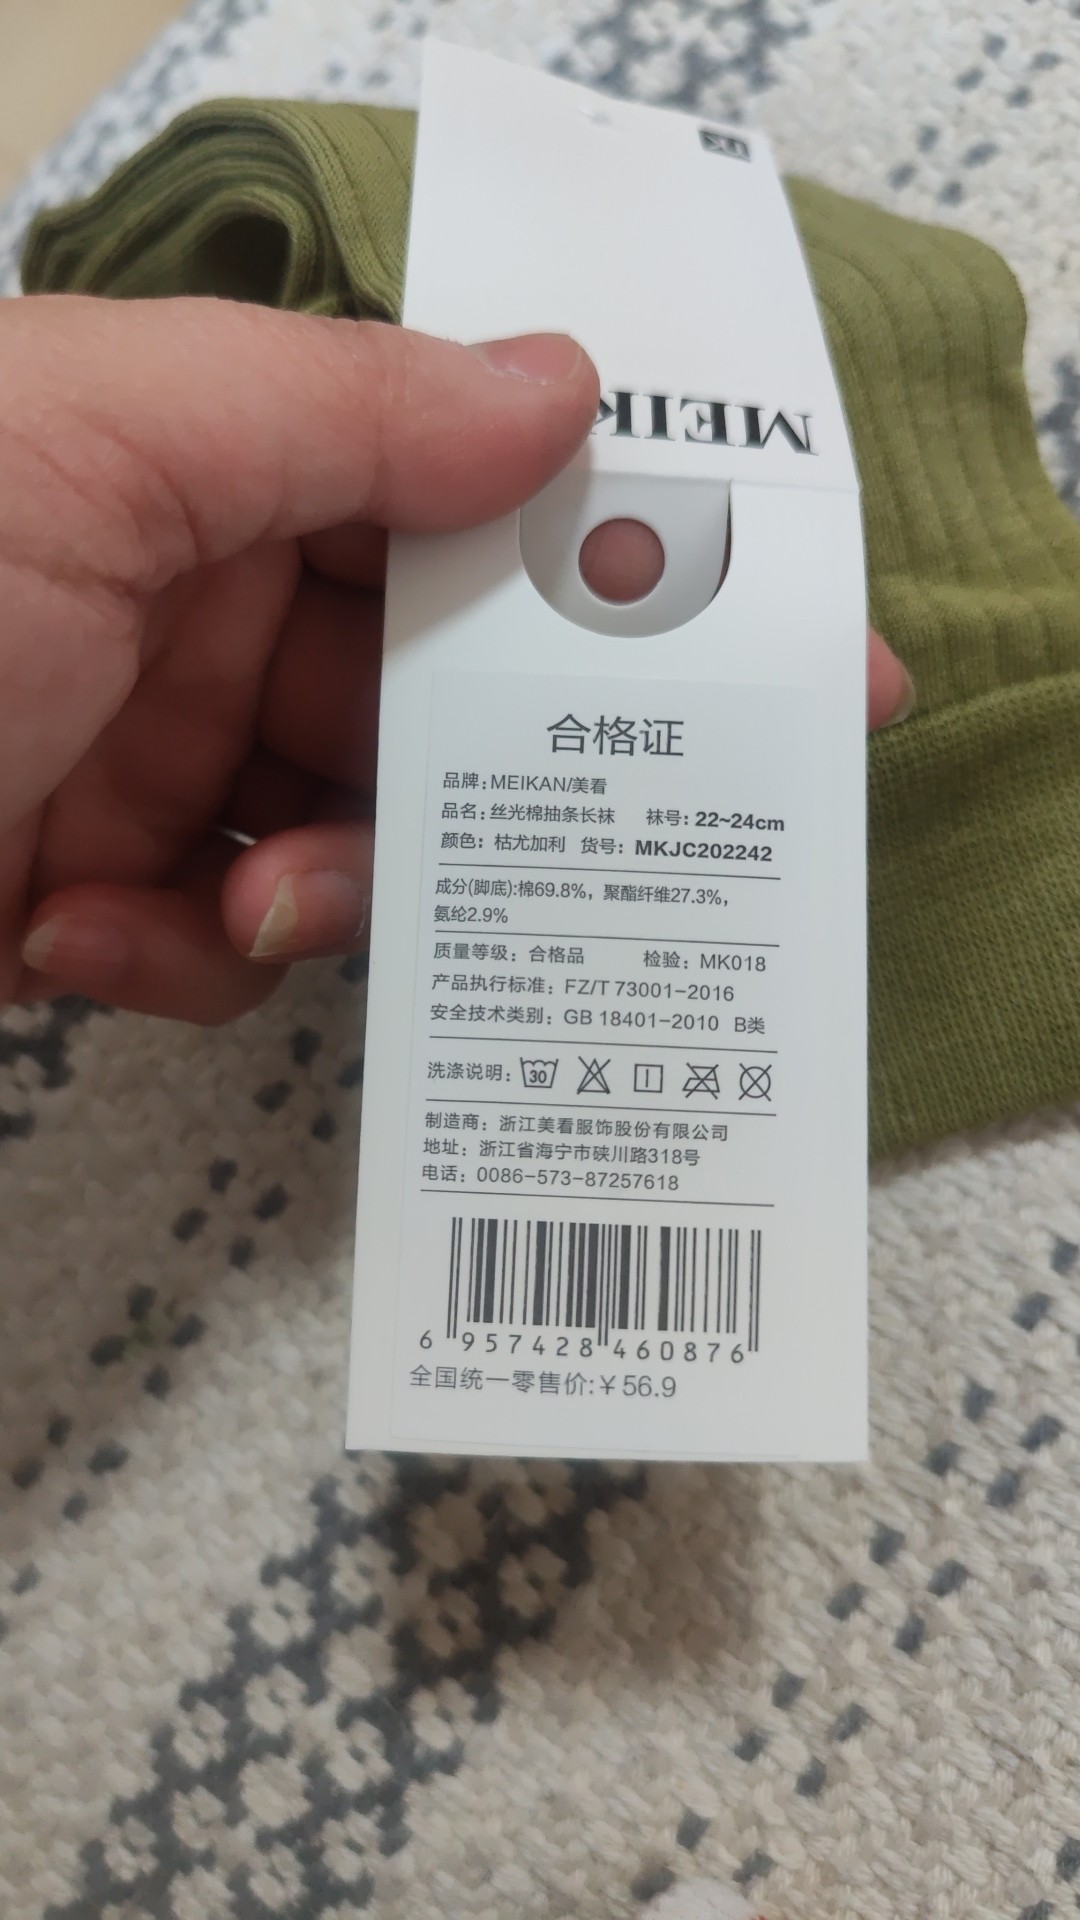 MEIK
合格证
品牌:MEIKAN/美看
品名:丝光棉抽条长袜 袜号:22~24cm
颜色:枯尤加利 货号:MKJC202242
成分(脚底):棉69.8%，聚酯纤维27.3%，
氨纶2.9%
质量等级：合格品 检验：MK018
产品执行标准：FZ/T 73001-2016
安全技术类别：GB 18401-2010 B类
洗涤说明：30
制造商：浙江美看服饰股份有限公司
地址：浙江省海宁市硖川路318号
电话：0086-573-87257618
6 957428 460876
全国统一零售价:¥56.9